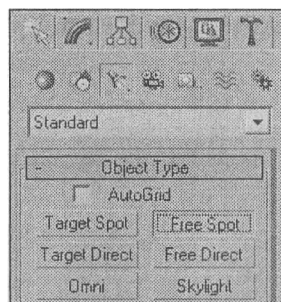 Standard
- Object Type
AutoGrid
Target Spot Free Spot
Target Direct Free Direct
Omni Skylight